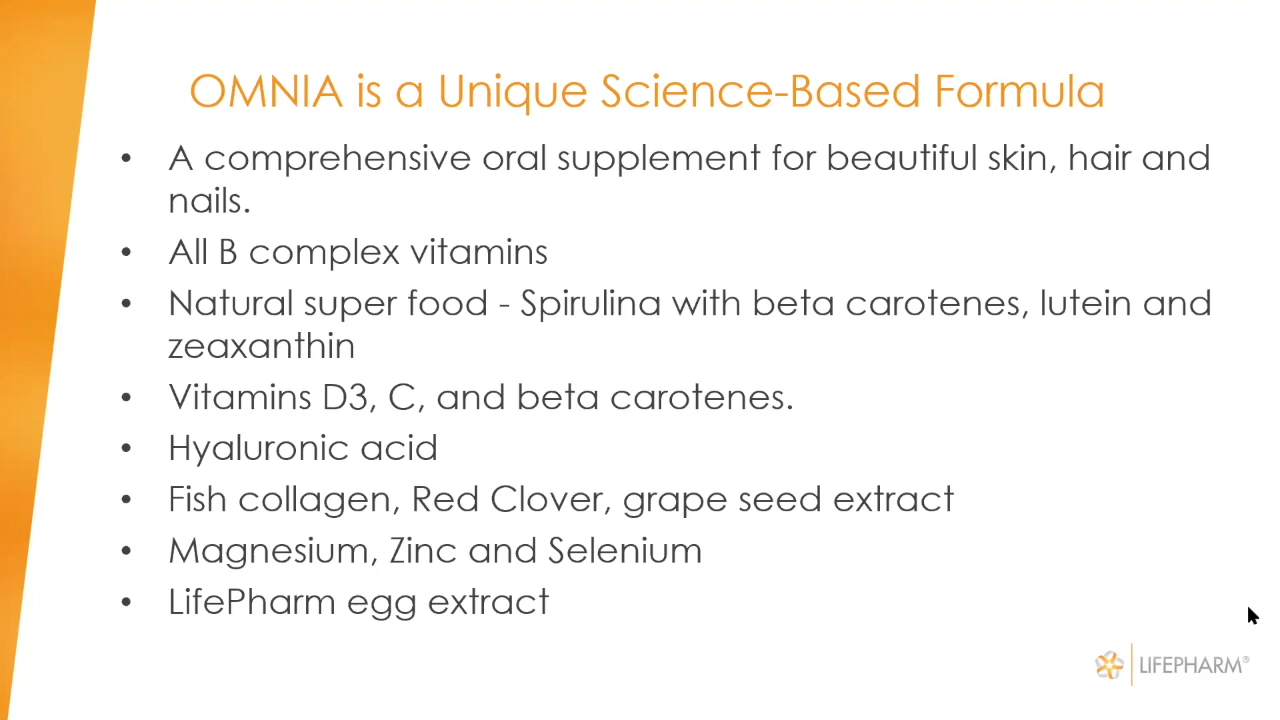 OMNIA is a Unique Science-Based Formula
• A comprehensive oral supplement for beautiful skin, hair and
nails.
• All B complex vitamins
• Natural super food - Spirulina with beta carotenes, lutein and
zeaxanthin
• Vitamins D3, C, and beta carotenes.
• Hyaluronic acid
• Fish collagen, Red Clover, grape seed extract
• Magnesium, Zinc and Selenium
• LifePharm egg extract
LIFEPHARM®